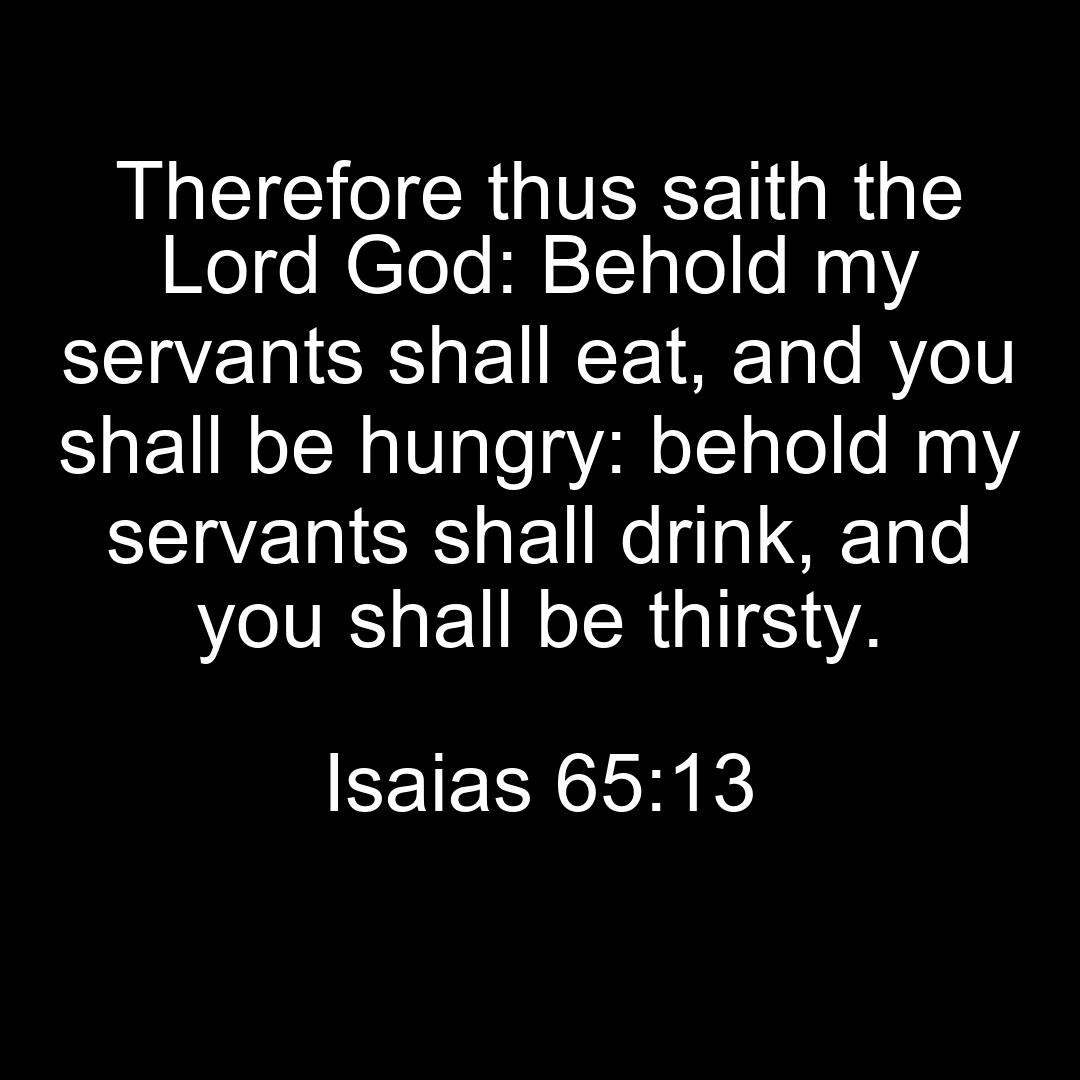 Therefore thus saith the
Lord God: Behold my
servants shall eat, and you
shall be hungry: behold my
servants shall drink, and
you shall be thirsty.
Isaias 65:13